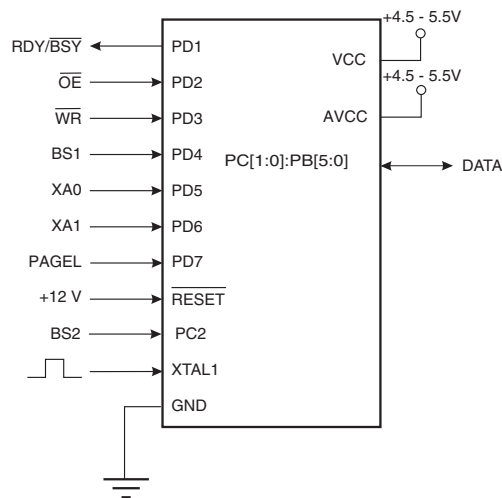 +4.5 - 5.5V
RDY/BSY PD1
VCC
OE PD2
+4.5 - 5.5V
WR PD3
AVCC
BS1 PD4
PC[1:0]:PB[5:0] DATA
XA0 PD5
XA1 PD6
PAGEL PD7
+12 V RESET
BS2 PC2
XTAL1
GND